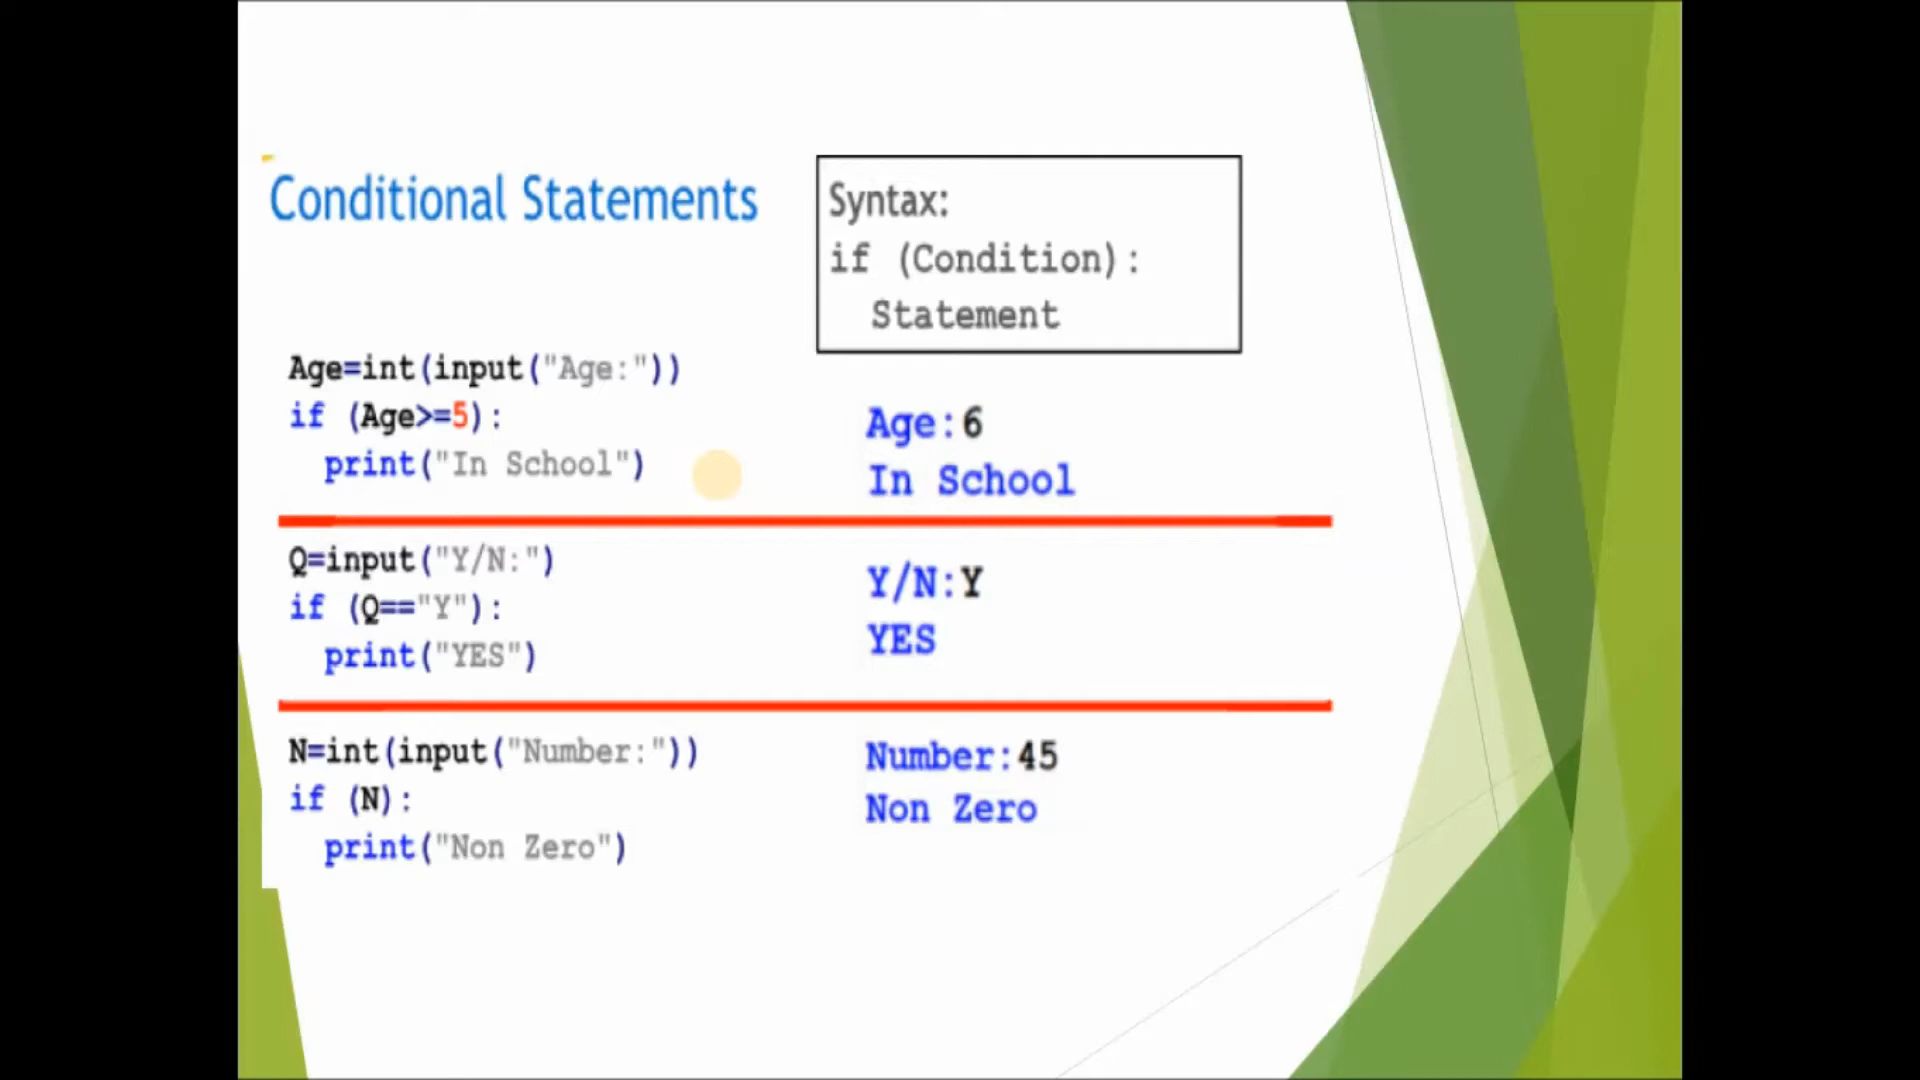 Conditional Statements
Syntax:
if (Condition):
  Statement
Age=int(input("Age:"))
if (Age>=5):
  print("In School")
Age:6
In School
Q=input("Y/N:")
if (Q=="Y"):
  print("YES")
Y/N:Y
YES
N=int(input("Number:"))
if (N):
  print("Non Zero")
Number:45
Non Zero